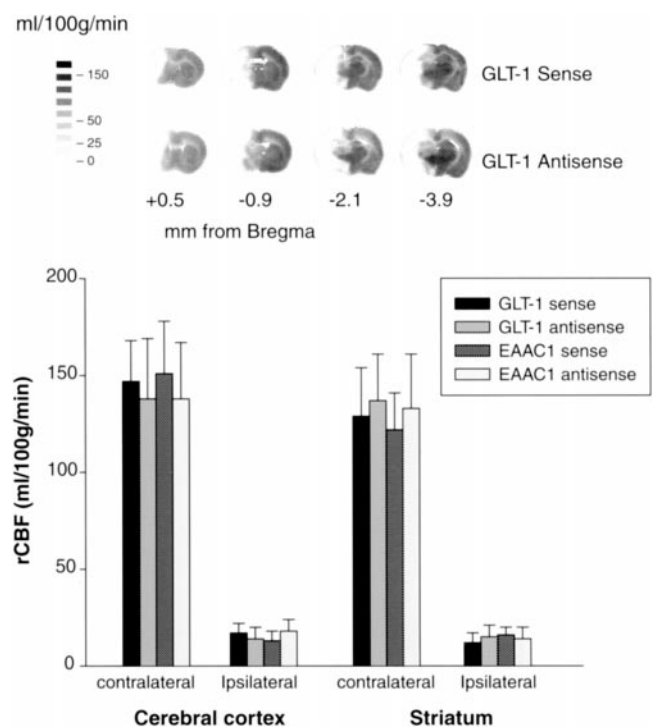 ml/100g/min
- 150
- 50
- 25
- 0
GLT-1 Sense
GLT-1 Antisense
+0.5 -0.9 -2.1 -3.9
mm from Bregma
200
150
100
50
0
rCBF (ml/100g/min)
GLT-1 sense
GLT-1 antisense
EAAC1 sense
EAAC1 antisense
contralateral Ipsilateral contralateral Ipsilateral
Cerebral cortex Striatum